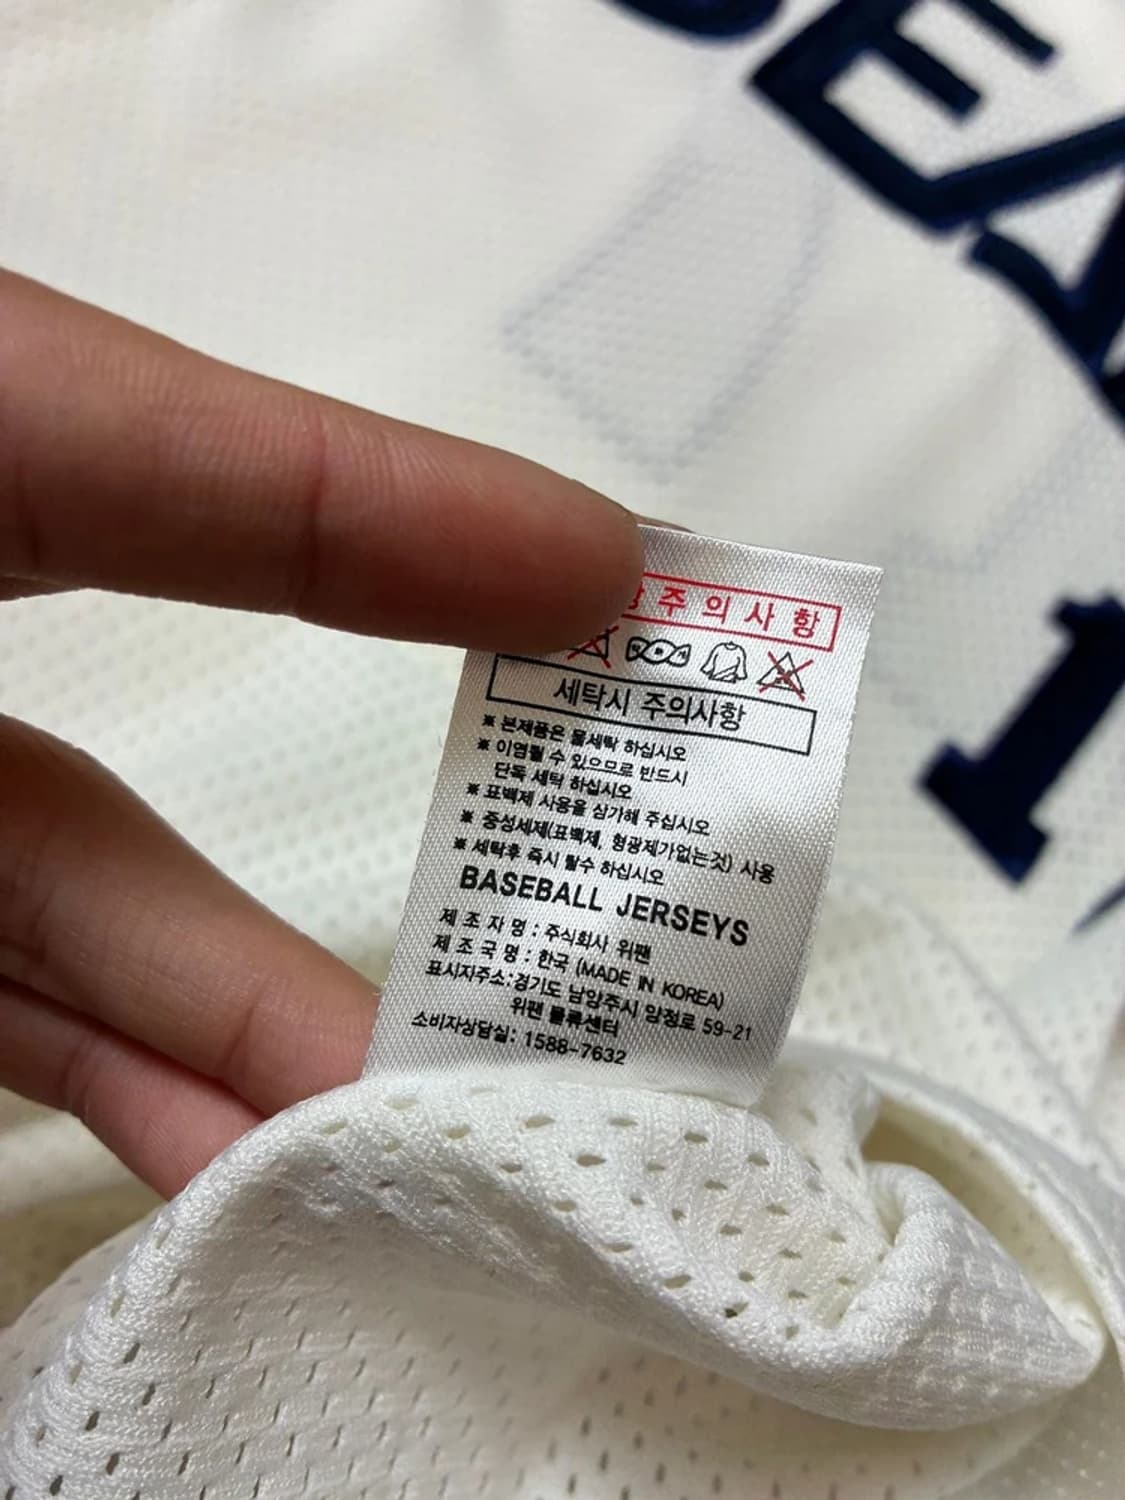 주의사항
세탁시 주의사항
※ 본제품은 물세탁 하십시오
※ 이염될 수 있으므로 반드시
단독 세탁 하십시오
※ 표백제 사용을 삼가해 주십시오
※ 중성세제(표백제, 형광제가없는것) 사용
※ 세탁후 즉시 탈수 하십시오
BASEBALL JERSEYS
제 조 자 명 : 주식회사 위팬
제 조 국 명 : 한국 (MADE IN KOREA)
표시자주소:경기도 남양주시 양정로 59-21
위팬 물류센터
소비자상담실: 1588-7632